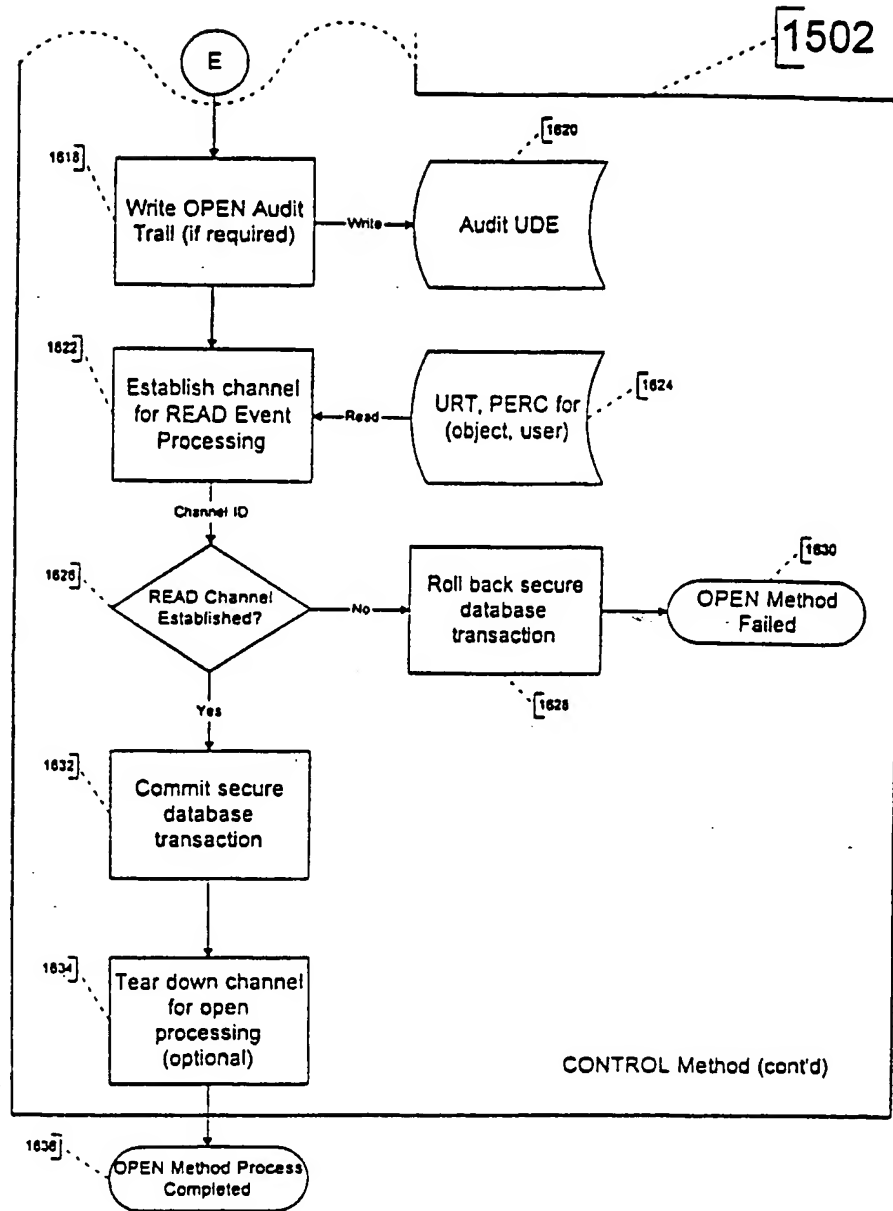 1502
E
1618
Write OPEN Audit
Trail (if required)
Write
1620
Audit UDE
1622
Establish channel
for READ Event
Processing
Read
URT, PERC for
(object, user)
1624
Channel ID
1626
READ Channel
Established?
No
Roll back secure
database
transaction
1628
1630
OPEN Method
Failed
Yes
1632
Commit secure
database
transaction
1634
Tear down channel
for open
processing
(optional)
CONTROL Method (cont'd)
1636
OPEN Method Process
Completed